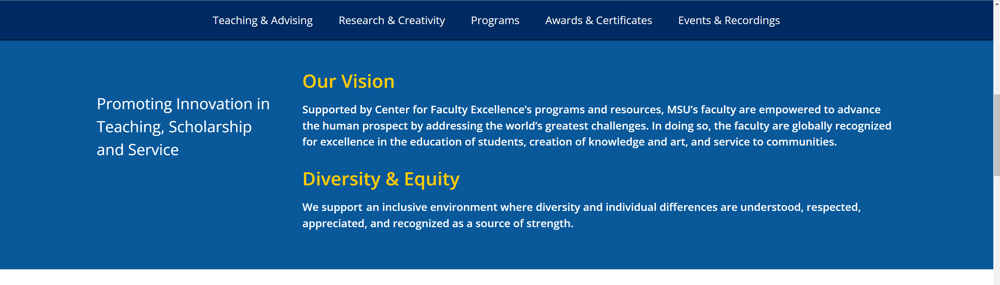 Teaching & Advising Research & Creativity Programs Awards & Certificates Events & Recordings
Promoting Innovation in
Teaching, Scholarship
and Service
Our Vision
Supported by Center for Faculty Excellence’s programs and resources, MSU’s faculty are empowered to advance
the human prospect by addressing the world’s greatest challenges. In doing so, the faculty are globally recognized
for excellence in the education of students, creation of knowledge and art, and service to communities.
Diversity & Equity
We support an inclusive environment where diversity and individual differences are understood, respected,
appreciated, and recognized as a source of strength.